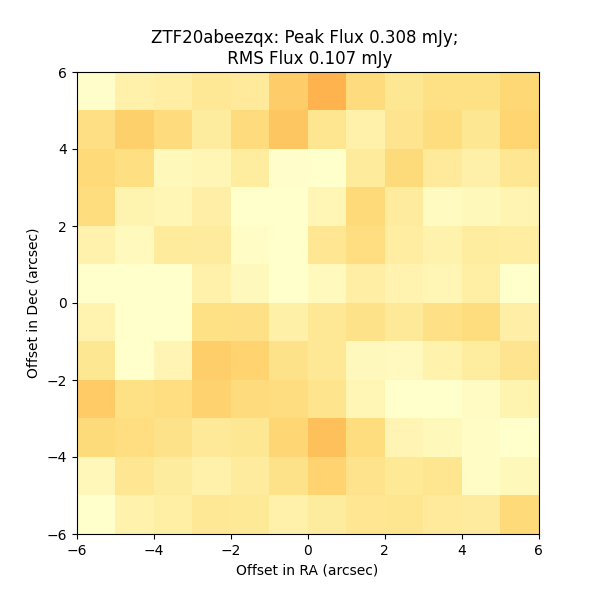 ZTF20abeezqx: Peak Flux 0.308 mJy;
RMS Flux 0.107 mJy
6
4
2
0
−2
−4
−6
Offset in Dec (arcsec)
−6 −4 −2 0 2 4 6
Offset in RA (arcsec)